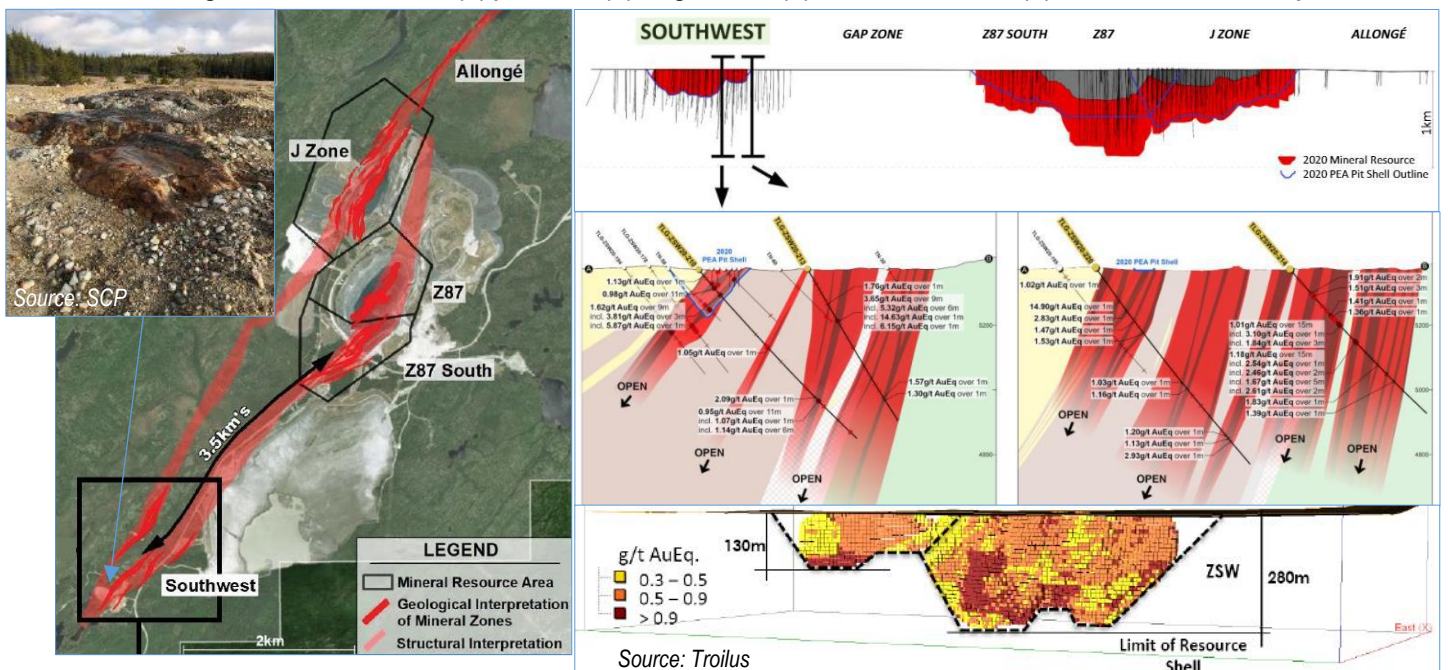 Source: SCP
Allongé
J Zone
Z87
Z87 South
3.5km's
Southwest
LEGEND
Mineral Resource Area
Geological Interpretation
of Mineral Zones
Structural Interpretation
2km
SOUTHWEST
GAP ZONE
Z87 SOUTH
Z87
J ZONE
ALLONGÉ
1km
2020 Mineral Resource
2020 PEA Pit Shell Outline
A
B
2020
PEA Pit Shell
1.13g/t AuEq over 1m
0.98g/t AuEq over 11m
1.62g/t AuEq over 9m
incl. 3.81g/t AuEq over 3m
incl. 5.87g/t AuEq over 1m
1.05g/t AuEq over 1m
2.09g/t AuEq over 1m
0.95g/t AuEq over 11m
incl. 1.07g/t AuEq over 1m
incl. 1.14g/t AuEq over 6m
1.76g/t AuEq over 1m
3.65g/t AuEq over 9m
incl. 5.32g/t AuEq over 6m
incl. 14.63g/t AuEq over 1m
incl. 6.15g/t AuEq over 1m
1.57g/t AuEq over 1m
1.30g/t AuEq over 1m
OPEN
OPEN
OPEN
5200
5000
4800
A
B
2020 PEA Pit Shell
1.02g/t AuEq over 1m
14.90g/t AuEq over 1m
2.83g/t AuEq over 1m
1.47g/t AuEq over 1m
1.53g/t AuEq over 1m
1.03g/t AuEq over 1m
1.16g/t AuEq over 1m
1.20g/t AuEq over 1m
1.13g/t AuEq over 1m
2.93g/t AuEq over 1m
1.91g/t AuEq over 2m
1.51g/t AuEq over 3m
1.41g/t AuEq over 1m
1.36g/t AuEq over 1m
1.01g/t AuEq over 15m
incl. 3.10g/t AuEq over 1m
incl. 1.84g/t AuEq over 3m
1.18g/t AuEq over 15m
incl. 2.54g/t AuEq over 1m
incl. 2.46g/t AuEq over 2m
incl. 1.67g/t AuEq over 5m
incl. 2.61g/t AuEq over 2m
1.83g/t AuEq over 1m
1.39g/t AuEq over 1m
OPEN
OPEN
OPEN
5200
5000
4800
130m
g/t AuEq.
0.3 – 0.5
0.5 – 0.9
> 0.9
ZSW
280m
Limit of Resource
Shell
East (X)
Source: Troilus